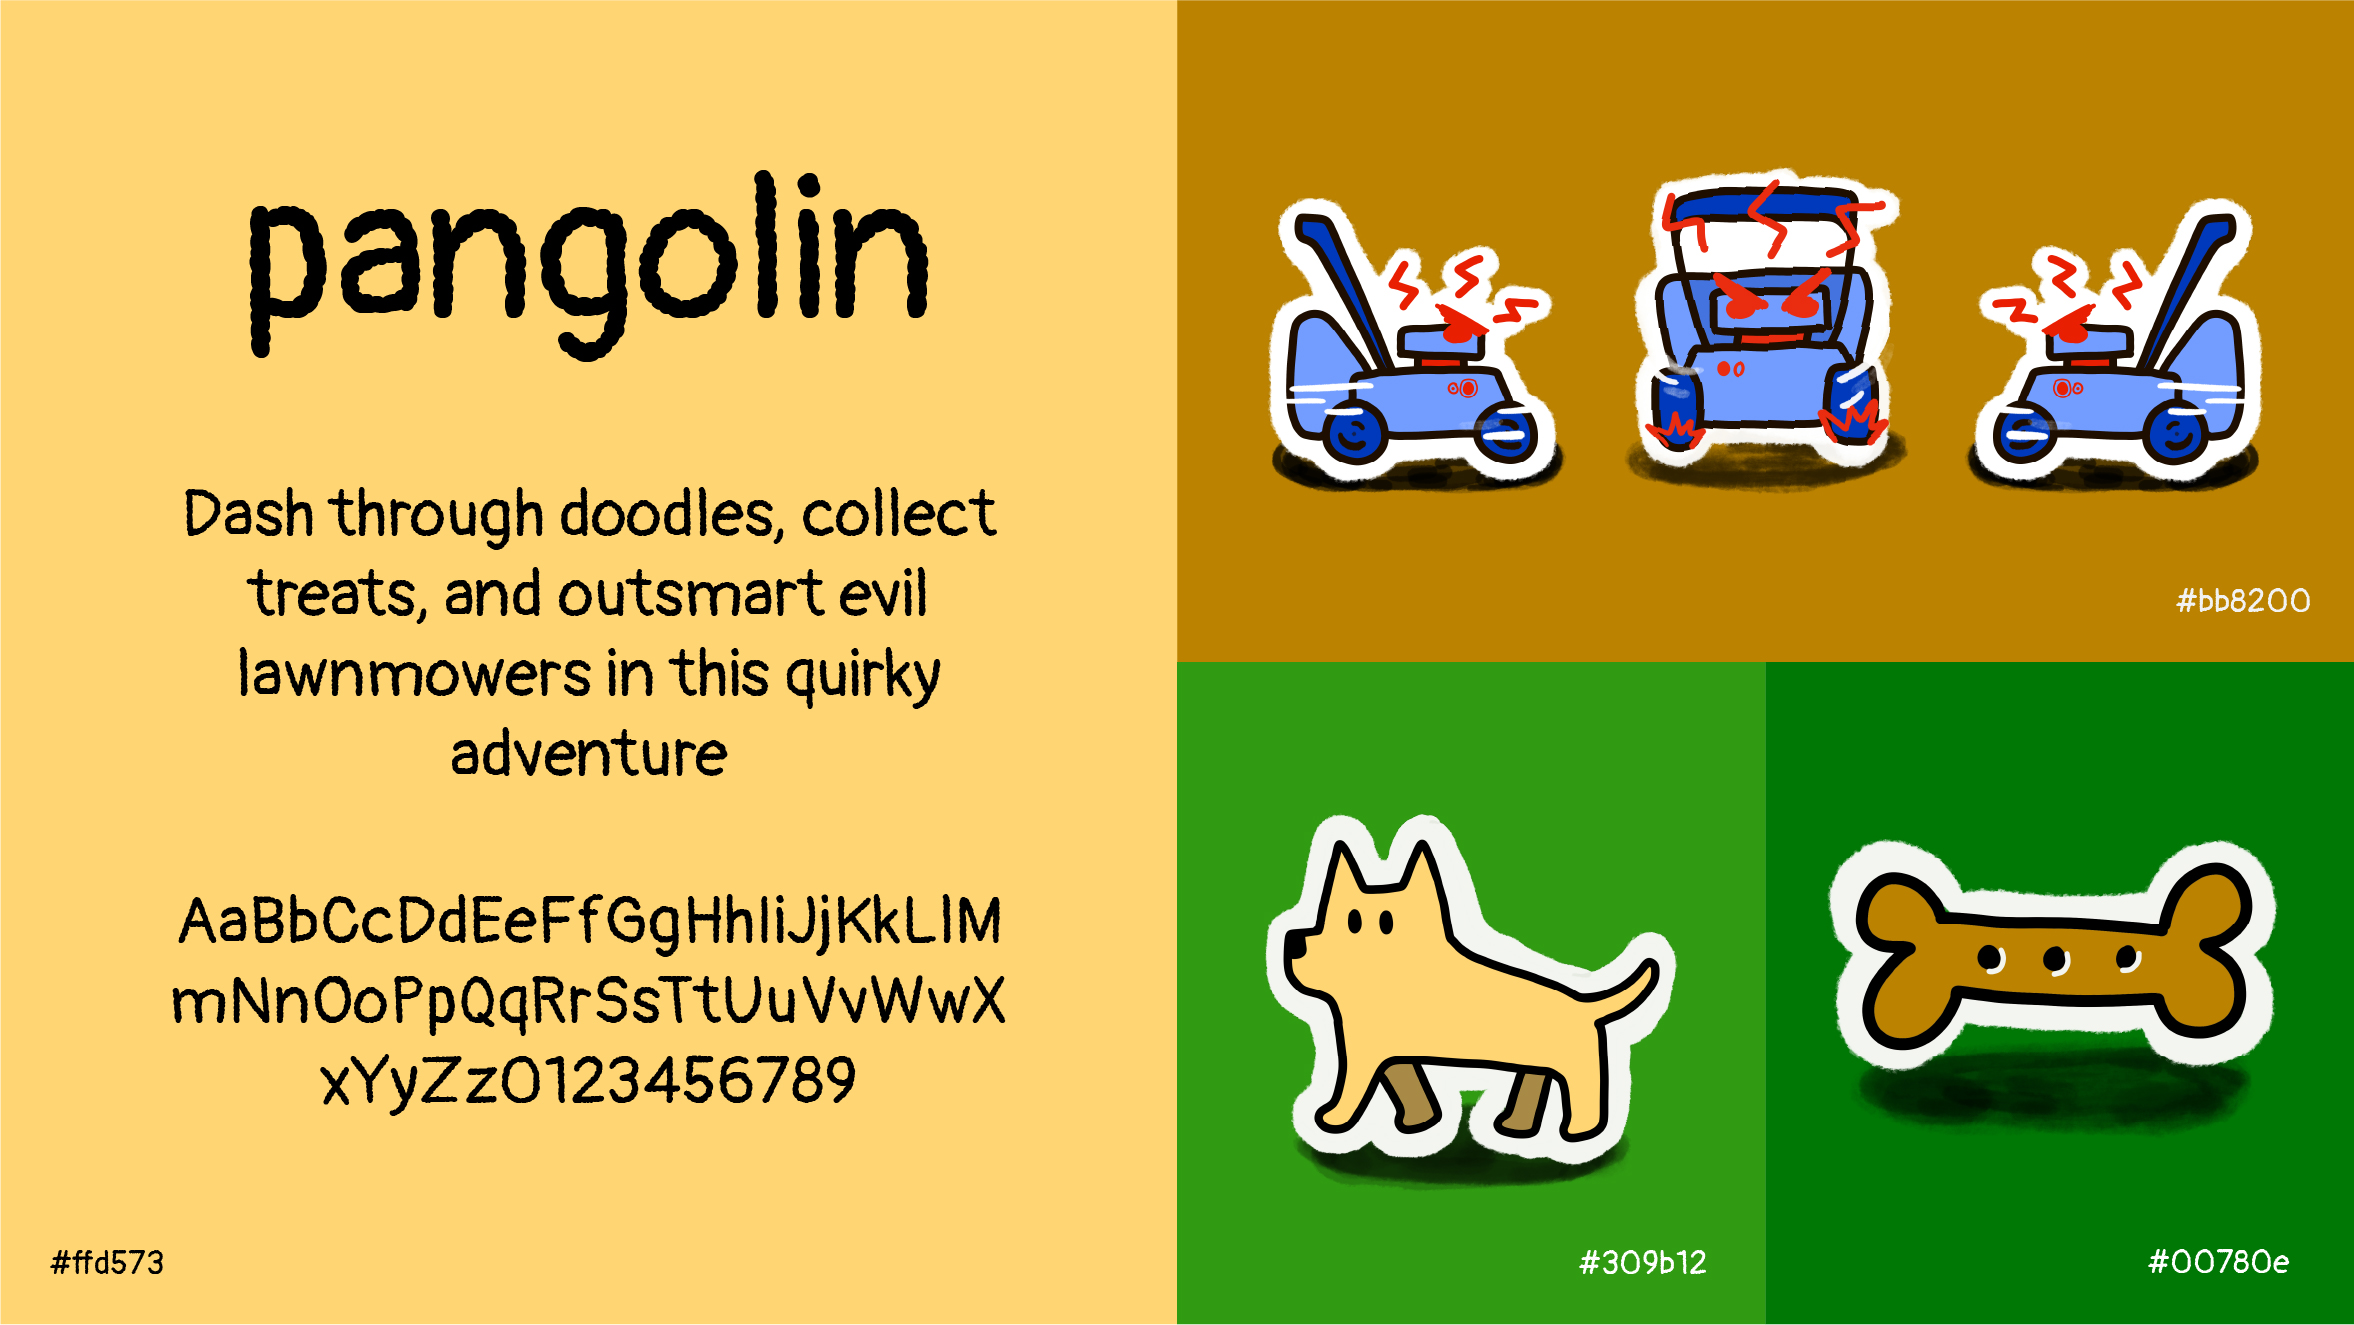 pangolin
Dash through doodles, collect
treats, and outsmart evil
lawnmowers in this quirky
adventure
AaBbCcDdEeFfGgHhIiJjKkLlM
mNnOoPpQqRrSsTtUuVvWwX
xYyZz0123456789
#ffd573
#bb8200
#309b12
#00780e